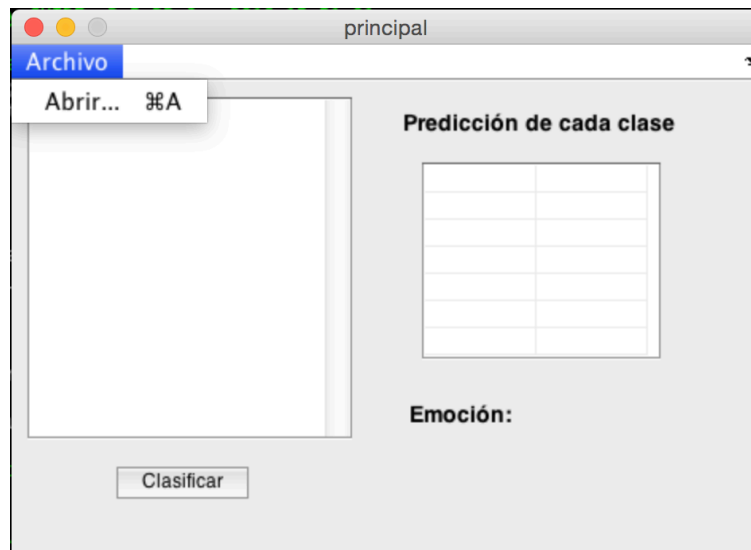 principal
Archivo
Abrir... ⌘A
Predicción de cada clase
Emoción:
Clasificar